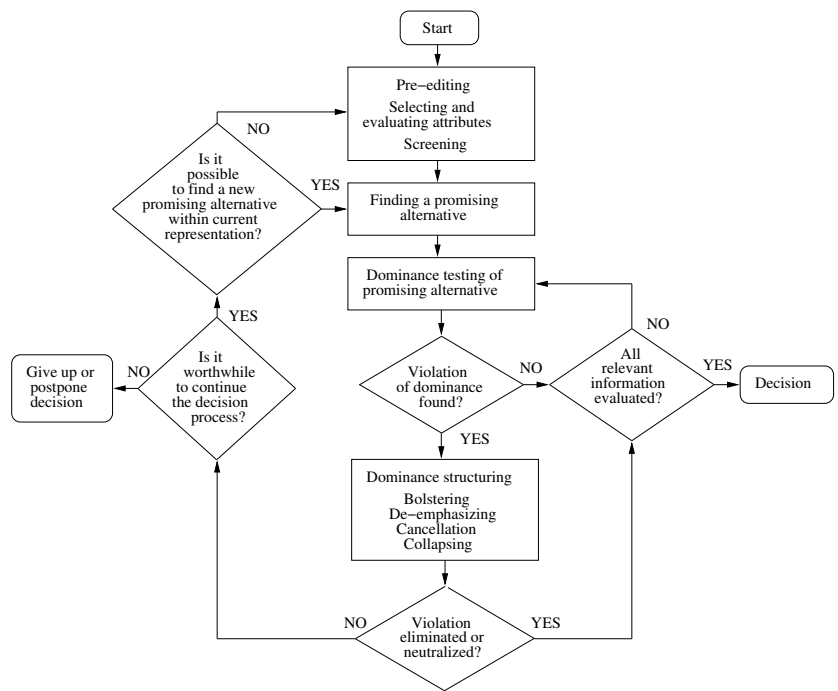 Start
Pre−editing
Selecting and
evaluating attributes
Screening
NO
Is it
possible
to find a new
promising alternative
within current
representation?
YES
Finding a promising
alternative
Dominance testing of
promising alternative
YES
NO
Is it
worthwhile
to continue
the decision
process?
NO
Give up or
postpone
decision
Violation
of dominance
found?
NO
All
relevant
information
evaluated?
YES
Decision
YES
Dominance structuring
Bolstering
De−emphasizing
Cancellation
Collapsing
NO
Violation
eliminated or
neutralized?
YES